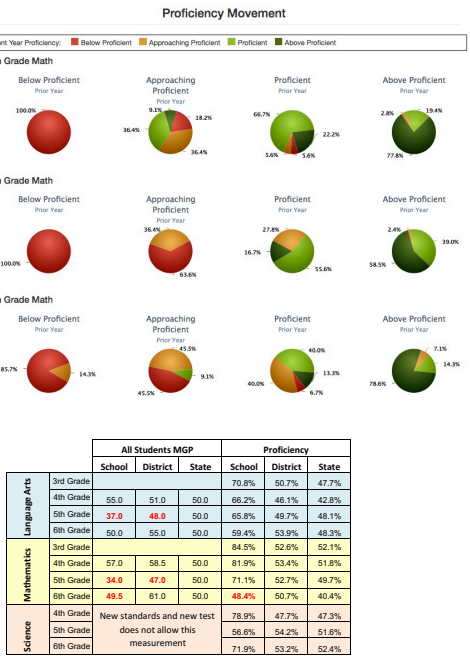 Proficiency Movement
nt Year Proficiency: Below Proficient Approaching Proficient Proficient Above Proficient
Grade Math
Below Proficient Approaching Proficient Proficient Above Proficient
Prior Year Prior Year Prior Year Prior Year
100.0% 9.1% 18.2% 36.4% 36.4% 66.7% 22.2% 5.6% 5.6% 2.8% 19.4% 77.8%
Grade Math
Below Proficient Approaching Proficient Proficient Above Proficient
Prior Year Prior Year Prior Year Prior Year
100.0% 36.4% 63.6% 27.8% 16.7% 55.6% 2.4% 39.0% 58.5%
Grade Math
Below Proficient Approaching Proficient Proficient Above Proficient
Prior Year Prior Year Prior Year Prior Year
85.7% 14.3% 45.5% 9.1% 45.5% 40.0% 13.3% 40.0% 6.7% 7.1% 14.3% 78.6%
All Students MGP Proficiency
School District State School District State
Language Arts
3rd Grade 70.8% 50.7% 47.7%
4th Grade 55.0 51.0 50.0 66.2% 46.1% 42.8%
5th Grade 37.0 48.0 50.0 65.8% 49.7% 48.1%
6th Grade 50.0 55.0 50.0 59.4% 53.9% 48.3%
Mathematics
3rd Grade 84.5% 52.6% 52.1%
4th Grade 57.0 58.5 50.0 81.9% 53.4% 51.8%
5th Grade 34.0 47.0 50.0 71.1% 52.7% 49.7%
6th Grade 49.5 61.0 50.0 48.4% 50.7% 40.4%
Science
4th Grade New standards and new test 78.9% 47.7% 47.3%
5th Grade does not allow this 56.6% 54.2% 51.6%
6th Grade measurement 71.9% 53.2% 52.4%